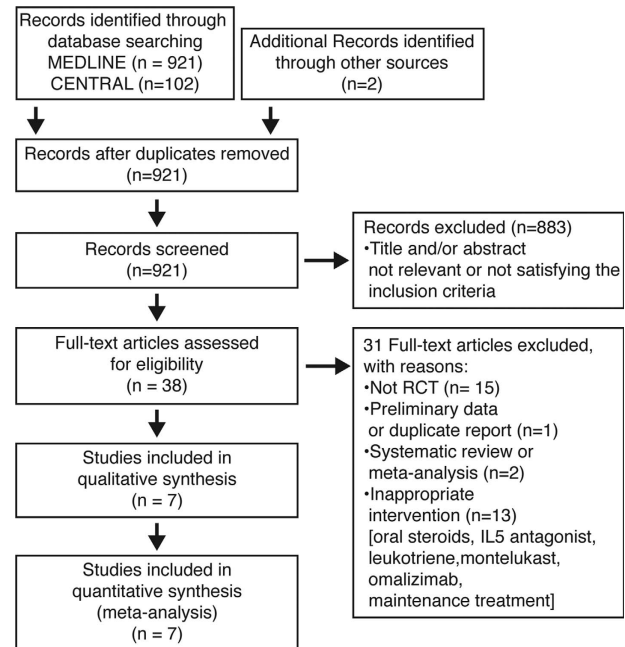 Records identified through
database searching
MEDLINE (n = 921)
CENTRAL (n=102)
Additional Records identified
through other sources
(n=2)
Records after duplicates removed
(n=921)
Records screened
(n=921)
Records excluded (n=883)
•Title and/or abstract
not relevant or not satisfying the
inclusion criteria
Full-text articles assessed
for eligibility
(n = 38)
31 Full-text articles excluded,
with reasons:
•Not RCT (n= 15)
•Preliminary data
or duplicate report (n=1)
•Systematic review or
meta-analysis (n=2)
•Inappropriate
intervention (n=13)
[oral steroids, IL5 antagonist,
leukotriene,montelukast,
omalizimab,
maintenance treatment]
Studies included in
qualitative synthesis
(n = 7)
Studies included in
quantitative synthesis
(meta-analysis)
(n = 7)